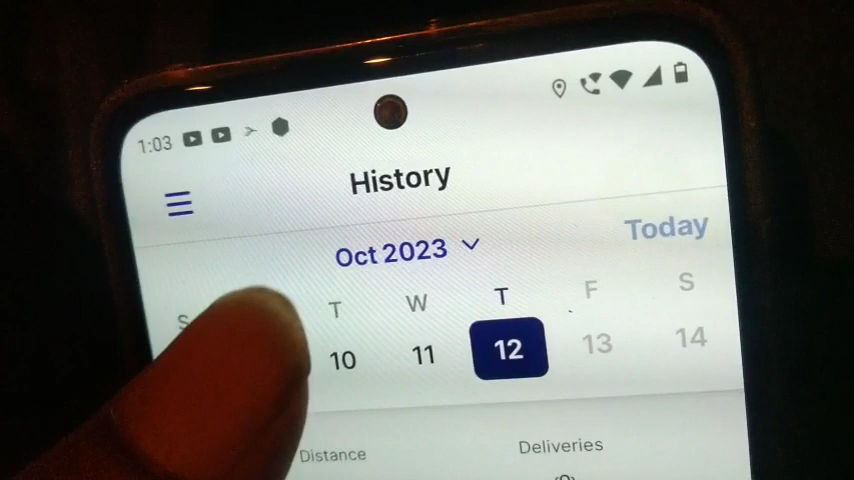 1:03
History
Oct 2023
Today
S T W T F S
10 11 12 13 14
Distance
Deliveries